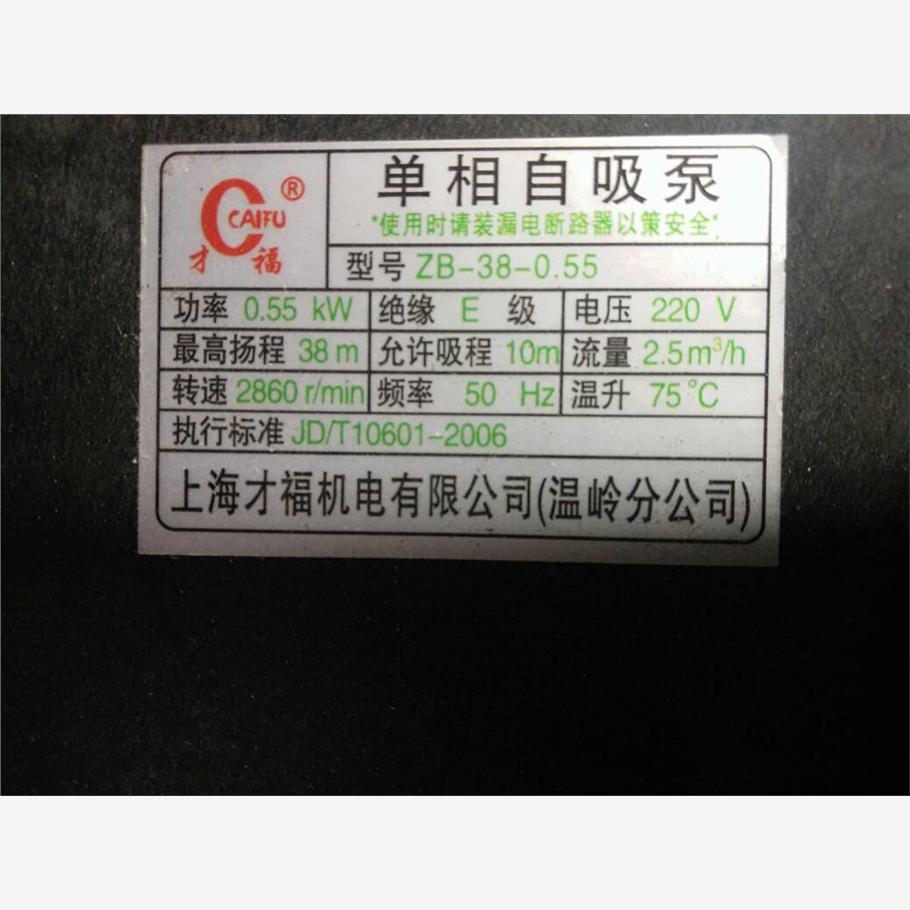 CAIFU®
才福
单相自吸泵
*使用时请装漏电断路器以策安全*
型号 ZB-38-0.55
功率 0.55 kW 绝缘 E 级 电压 220 V
最高扬程 38 m 允许吸程 10m 流量 2.5m³/h
转速 2860 r/min 频率 50 Hz 温升 75℃
执行标准 JD/T10601-2006
上海才福机电有限公司(温岭分公司)